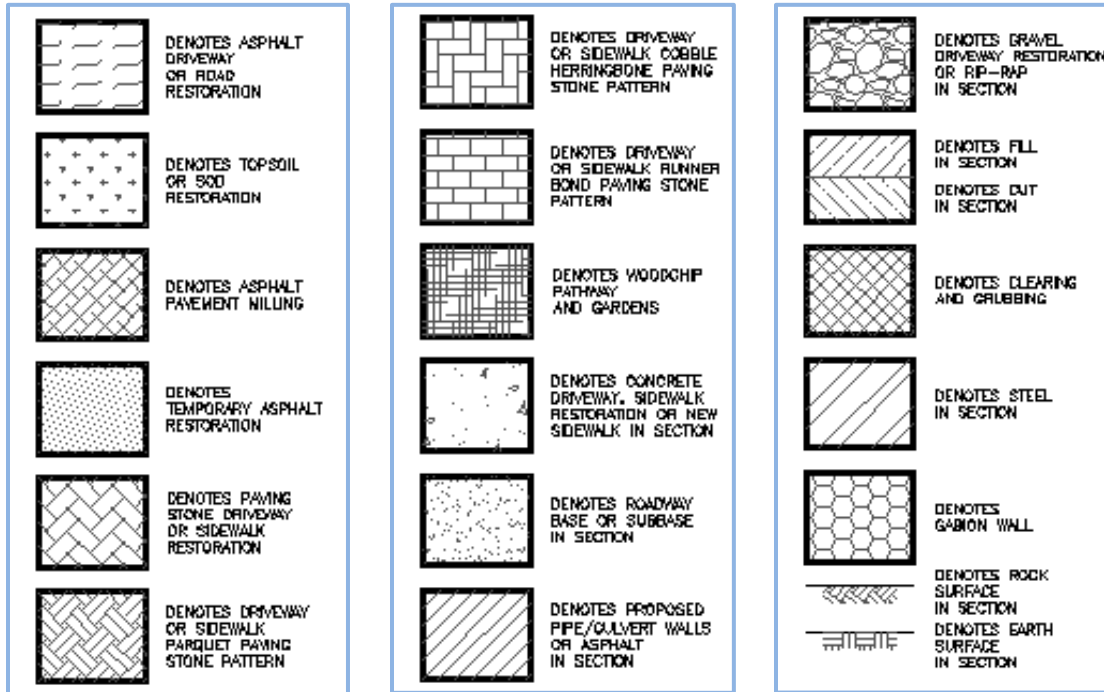 DENOTES ASPHALT
DRIVEWAY
OR ROAD
RESTORATION
DENOTES TOPSOIL
OR SOD
RESTORATION
DENOTES ASPHALT
PAVEMENT MILLING
DENOTES
TEMPORARY ASPHALT
RESTORATION
DENOTES PAVING
STONE DRIVEWAY
OR SIDEWALK
RESTORATION
DENOTES DRIVEWAY
OR SIDEWALK
PARQUET PAVING
STONE PATTERN
DENOTES DRIVEWAY
OR SIDEWALK COBBLE
HERRINGBONE PAVING
STONE PATTERN
DENOTES DRIVEWAY
OR SIDEWALK RUNNER
BOND PAVING STONE
PATTERN
DENOTES WOODCHIP
PATHWAY
AND GARDENS
DENOTES CONCRETE
DRIVEWAY, SIDEWALK
RESTORATION OR NEW
SIDEWALK IN SECTION
DENOTES ROADWAY
BASE OR SUBBASE
IN SECTION
DENOTES PROPOSED
PIPE/CULVERT WALLS
OR ASPHALT
IN SECTION
DENOTES GRAVEL
DRIVEWAY RESTORATION
OR RIP-RAP
IN SECTION
DENOTES FILL
IN SECTION
DENOTES CUT
IN SECTION
DENOTES CLEARING
AND GRUBBING
DENOTES STEEL
IN SECTION
DENOTES
GABION WALL
DENOTES ROCK
SURFACE
IN SECTION
DENOTES EARTH
SURFACE
IN SECTION